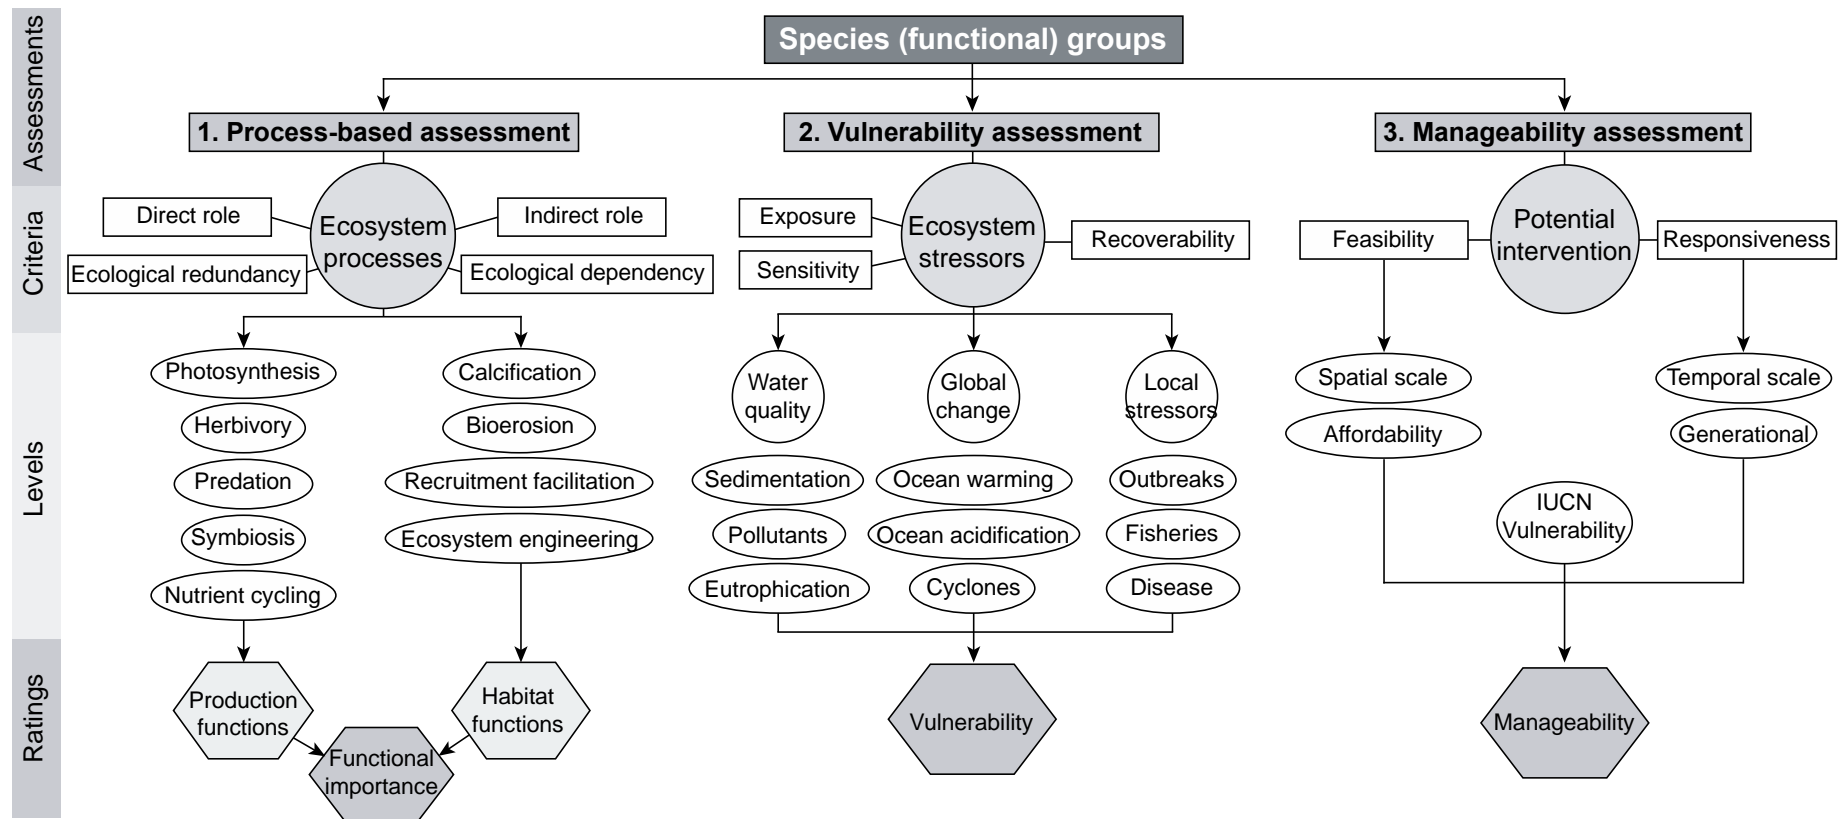 Species (functional) groups
Assessments
1. Process-based assessment
2. Vulnerability assessment
3. Manageability assessment
Criteria
Direct role
Indirect role
Ecosystem
processes
Ecological redundancy
Ecological dependency
Exposure
Sensitivity
Ecosystem
stressors
Recoverability
Feasibility
Potential
intervention
Responsiveness
Levels
Photosynthesis
Herbivory
Predation
Symbiosis
Nutrient cycling
Calcification
Bioerosion
Recruitment facilitation
Ecosystem engineering
Water
quality
Sedimentation
Pollutants
Eutrophication
Global
change
Ocean warming
Ocean acidification
Cyclones
Local
stressors
Outbreaks
Fisheries
Disease
Spatial scale
Affordability
IUCN
Vulnerability
Temporal scale
Generational
Ratings
Production
functions
Habitat
functions
Functional
importance
Vulnerability
Manageability